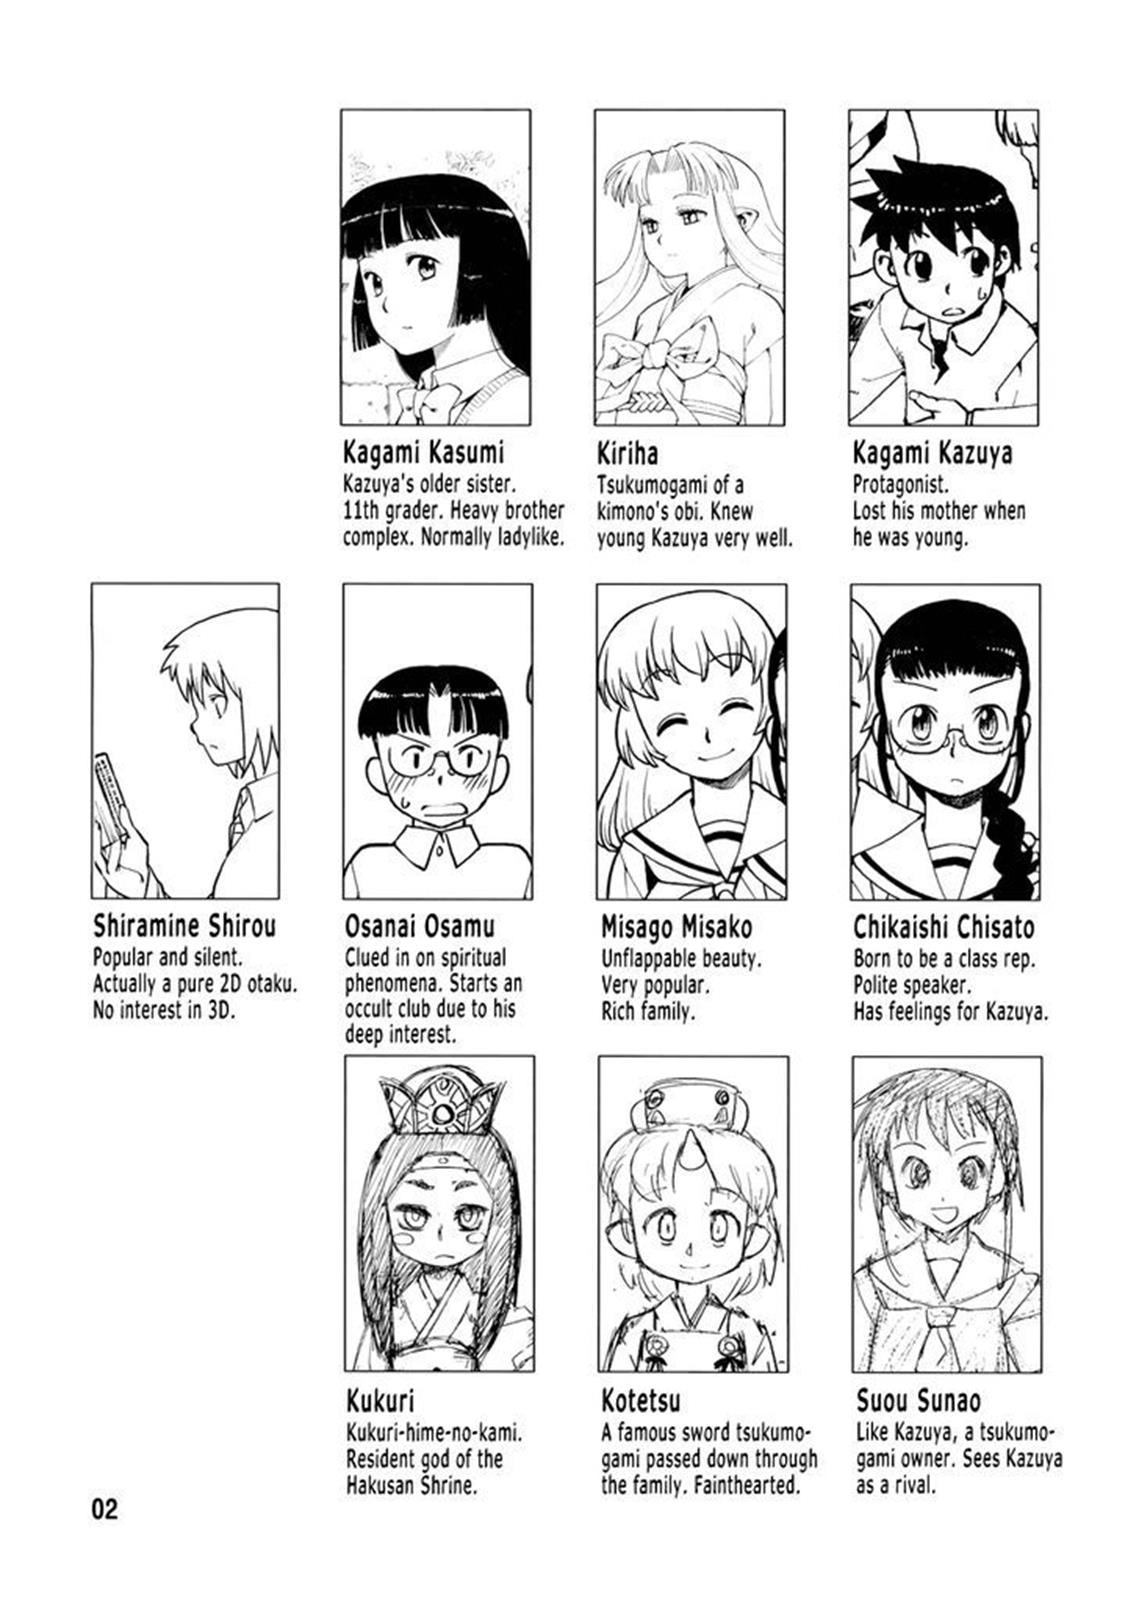 Kagami Kasumi
Kazuya's older sister.
11th grader. Heavy brother
complex. Normally ladylike.
Kiriha
Tsukumogami of a
kimono's obi. Knew
young Kazuya very well.
Kagami Kazuya
Protagonist.
Lost his mother when
he was young.
Shiramine Shirou
Popular and silent.
Actually a pure 2D otaku.
No interest in 3D.
Osanai Osamu
Clued in on spiritual
phenomena. Starts an
occult club due to his
deep interest.
Misago Misako
Unflappable beauty.
Very popular.
Rich family.
Chikaishi Chisato
Born to be a class rep.
Polite speaker.
Has feelings for Kazuya.
Kukuri
Kukuri-hime-no-kami.
Resident god of the
Hakusan Shrine.
Kotetsu
A famous sword tsukumo-
gami passed down through
the family. Fainthearted.
Suou Sunao
Like Kazuya, a tsukumo-
gami owner. Sees Kazuya
as a rival.
02